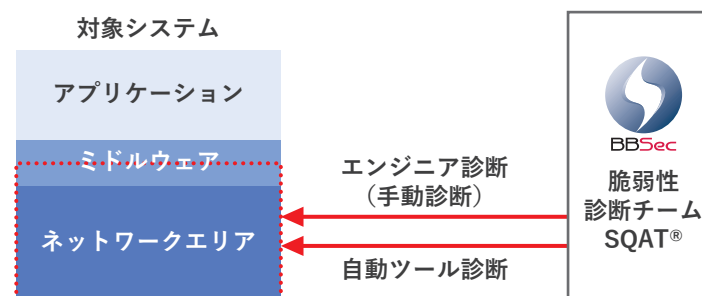 対象システム
アプリケーション
ミドルウェア
ネットワークエリア
エンジニア診断
（手動診断）
自動ツール診断
BBSec
脆弱性
診断チーム
SQAT®